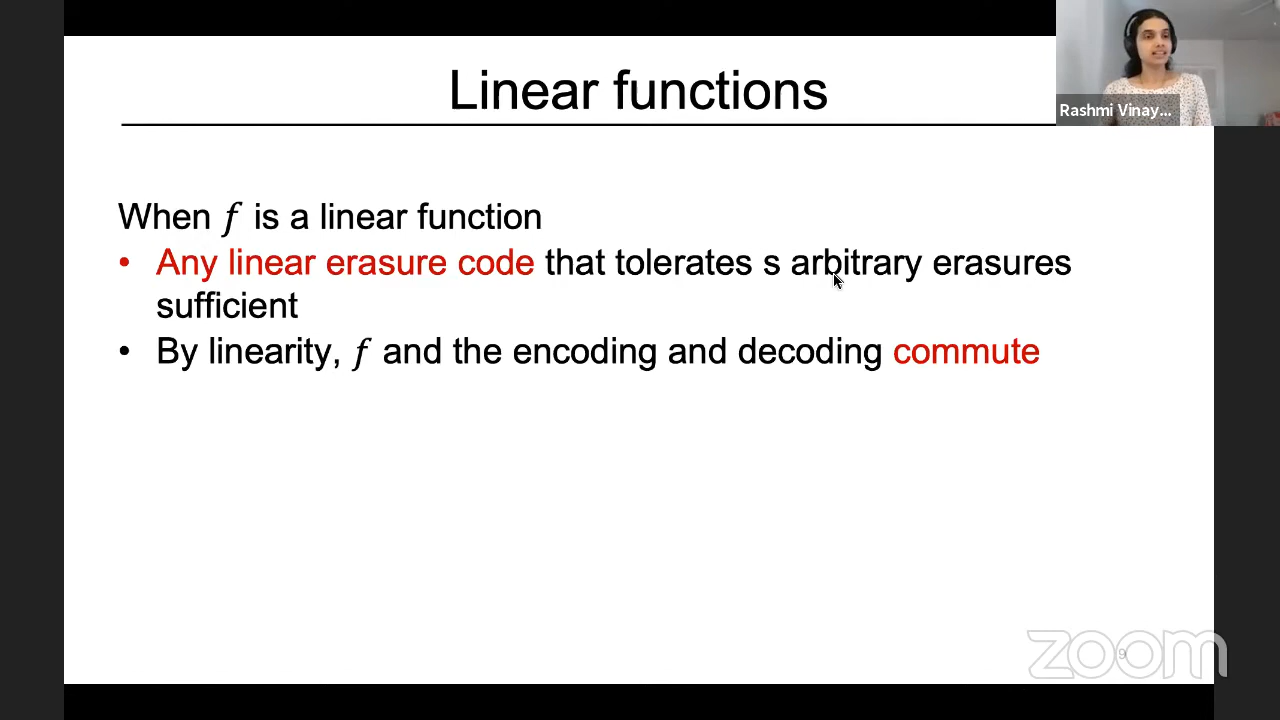 Linear functions
Rashmi Vinay...
When f is a linear function
• Any linear erasure code that tolerates s arbitrary erasures
sufficient
• By linearity, f and the encoding and decoding commute
zoom
9